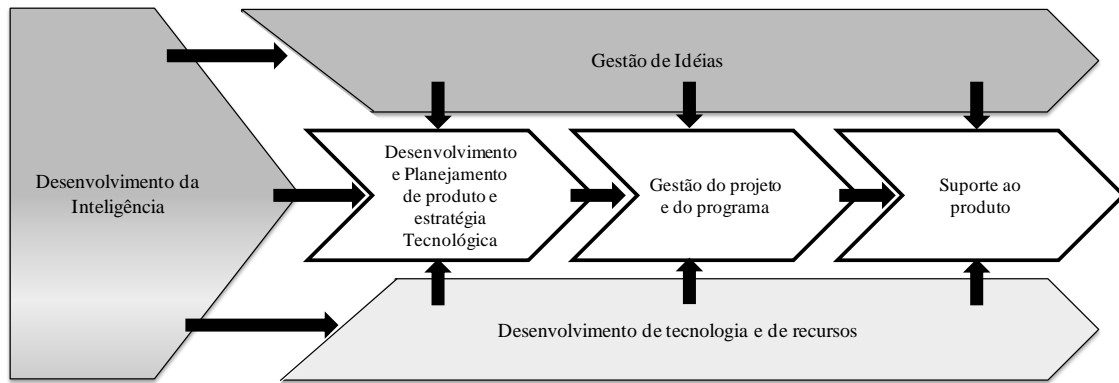 Gestão de Idéias
Desenvolvimento da
Inteligência
Desenvolvimento
e Planejamento
de produto e
estratégia
Tecnológica
Gestão do projeto
e do programa
Suporte ao
produto
Desenvolvimento de tecnologia e de recursos